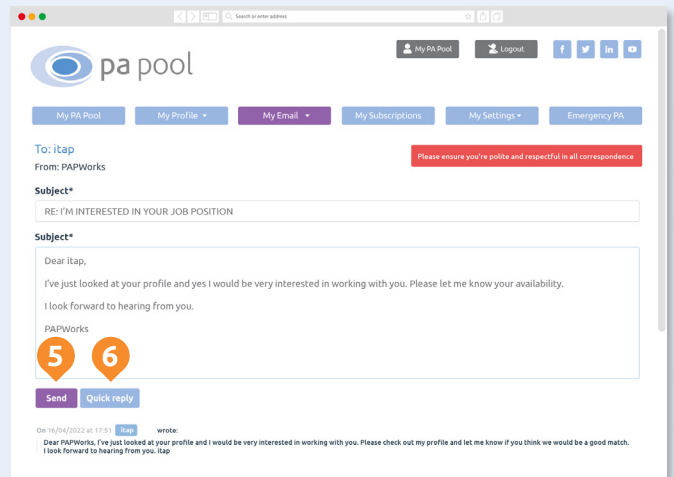 Search or enter address
pa pool
My PA Pool
Logout
My PA Pool
My Profile
My Email
My Subscriptions
My Settings
Emergency PA
To: itap
Please ensure you're polite and respectful in all correspondence
From: PAPWorks
Subject*
RE: I'M INTERESTED IN YOUR JOB POSITION
Subject*
Dear itap,
I've just looked at your profile and yes I would be very interested in working with you. Please let me know your availability.
I look forward to hearing from you.
PAPWorks
5 6
Send Quick reply
On 16/04/2022 at 17:51 itap wrote:
Dear PAPWorks, I've just looked at your profile and I would be very interested in working with you. Please check out my profile and let me know if you think we would be a good match.
I look forward to hearing from you. itap